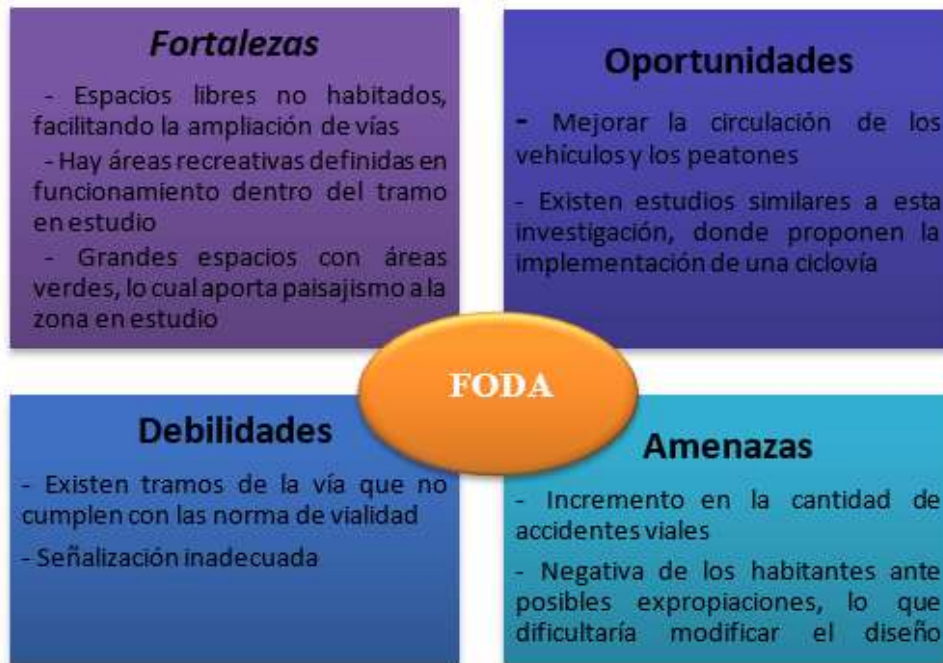 Fortalezas
- Espacios libres no habitados,
facilitando la ampliación de vías
- Hay áreas recreativas definidas en
funcionamiento dentro del tramo
en estudio
- Grandes espacios con áreas
verdes, lo cual aporta paisajismo a la
zona en estudio
Oportunidades
- Mejorar la circulación de los
vehículos y los peatones
- Existen estudios similares a esta
investigación, donde proponen la
implementación de una ciclovía
FODA
Debilidades
- Existen tramos de la vía que no
cumplen con las norma de vialidad
- Señalización inadecuada
Amenazas
- Incremento en la cantidad de
accidentes viales
- Negativa de los habitantes ante
posibles expropiaciones, lo que
dificultaría modificar el diseño